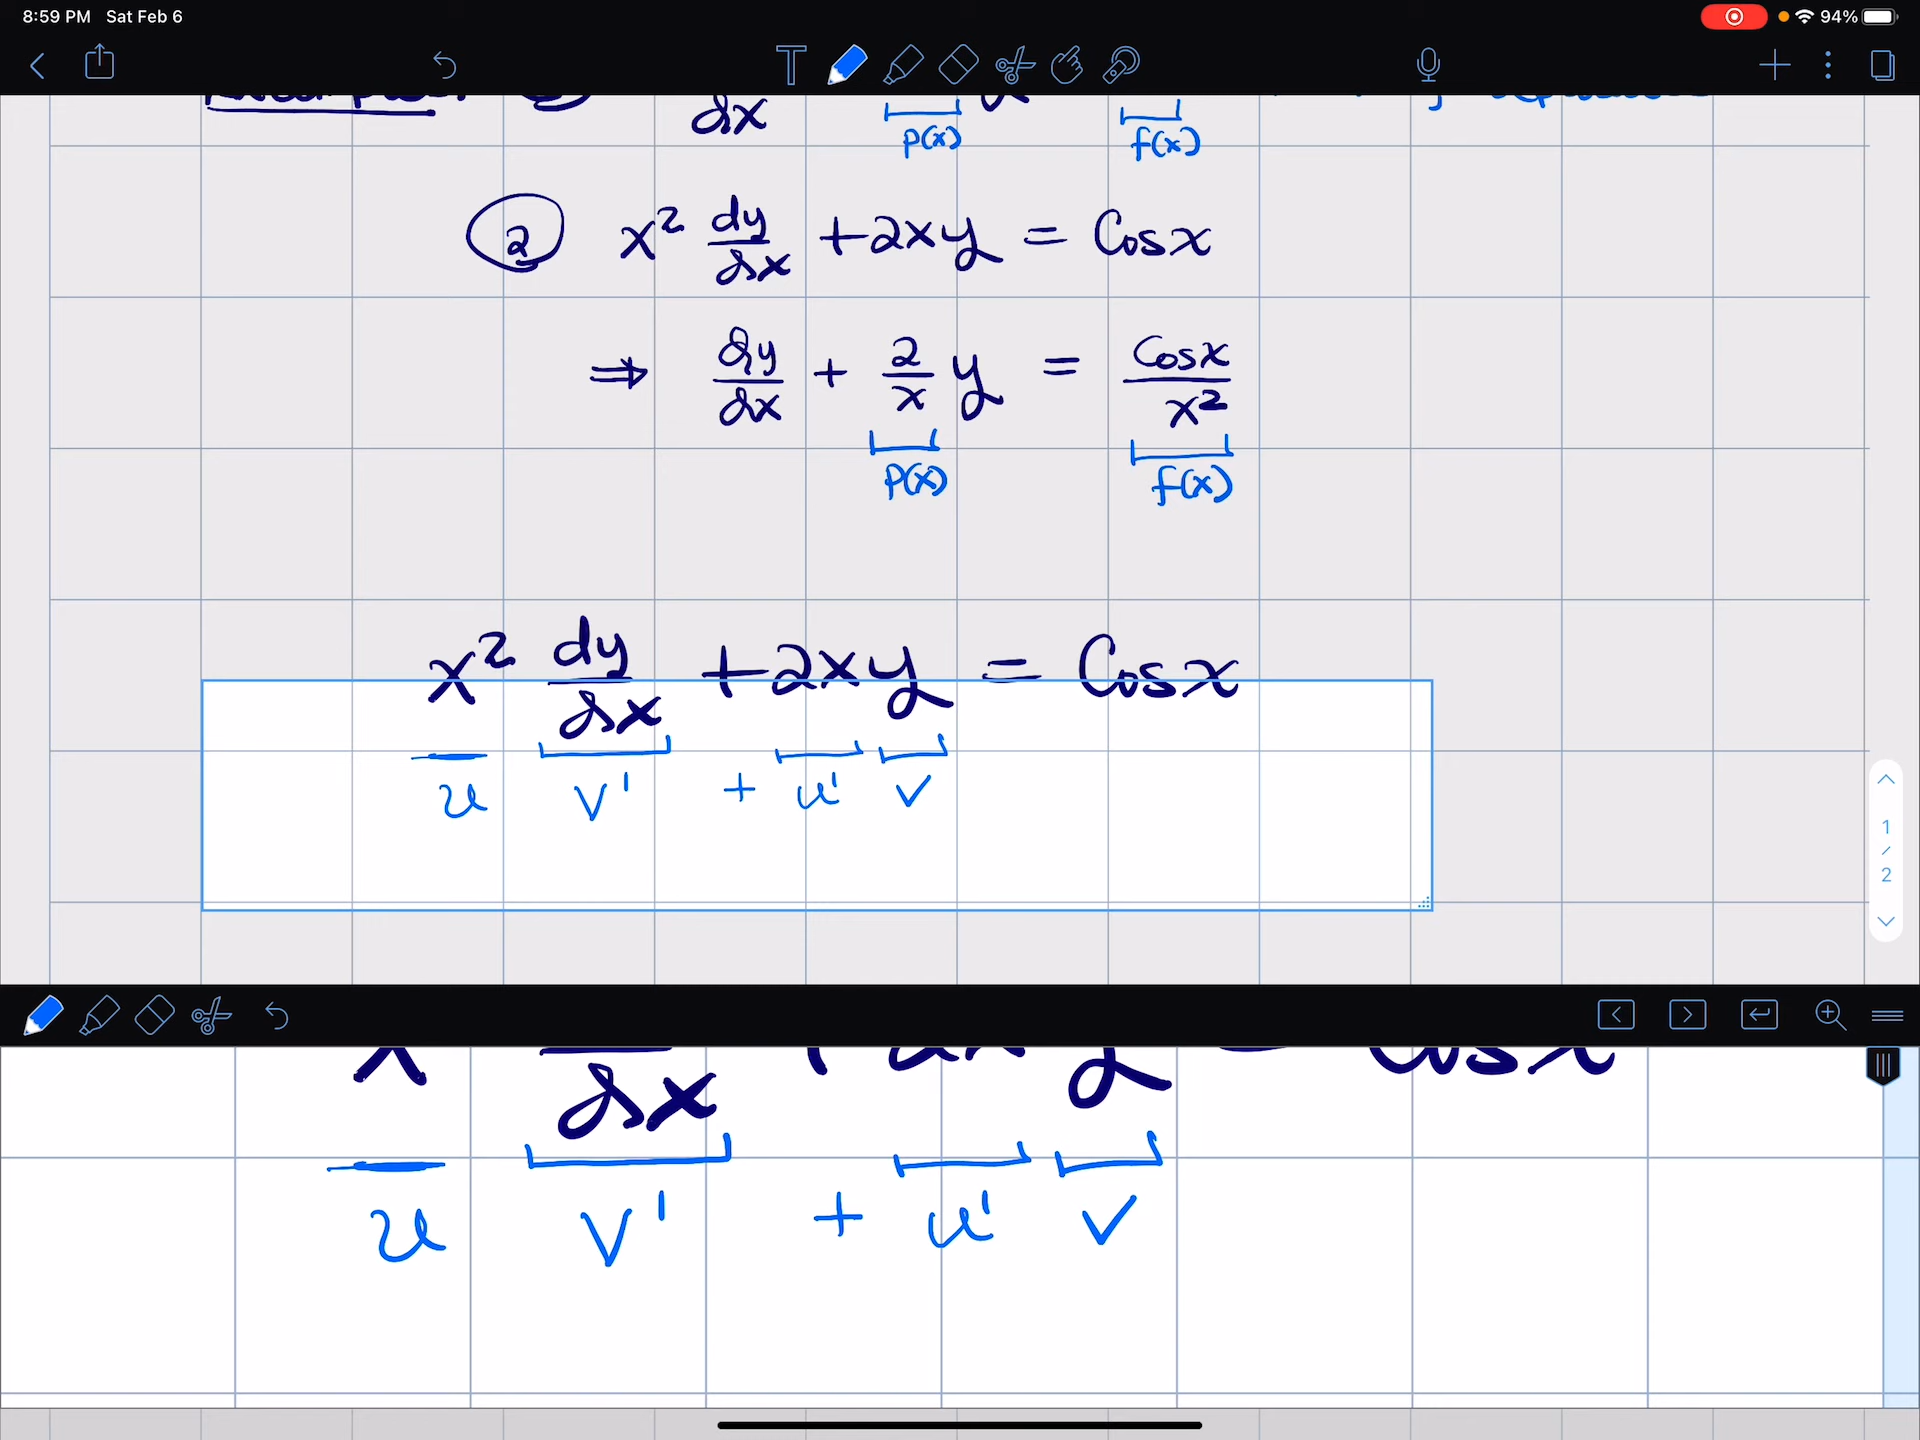 8:59 PM Sat Feb 6 94%
dx
p(x) f(x)
2 x² dy/dx + 2xy = Cosx
⇒ dy/dx + 2/x y = Cosx/x²
P(x) f(x)
x² dy/dx + 2xy = Cosx
u v' + u' v
1 / 2
dx
u v' + u' v